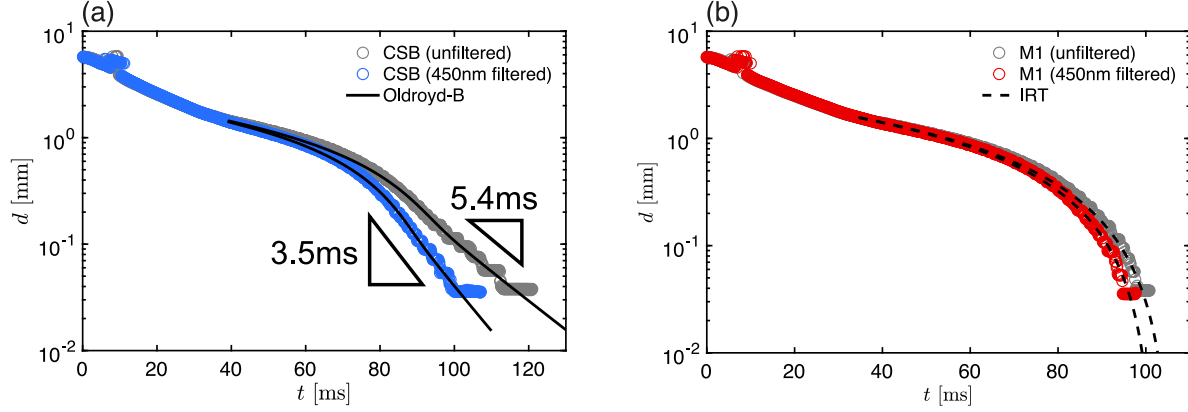 (a)
10^1
10^0
10^-1
10^-2
d [mm]
0 20 40 60 80 100 120
t [ms]
CSB (unfiltered)
CSB (450nm filtered)
Oldroyd-B
5.4ms
3.5ms
(b)
10^1
10^0
10^-1
10^-2
d [mm]
0 20 40 60 80 100
t [ms]
M1 (unfiltered)
M1 (450nm filtered)
IRT